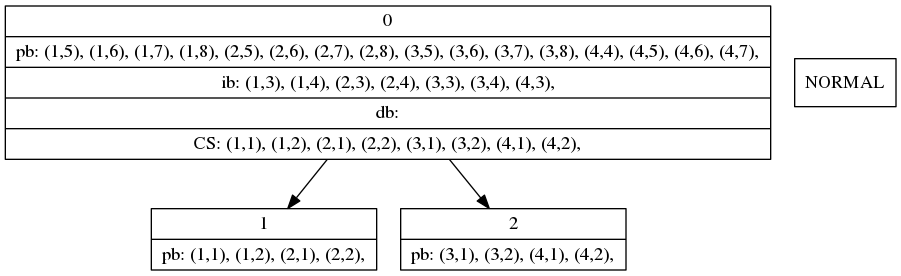 0
pb: (1,5), (1,6), (1,7), (1,8), (2,5), (2,6), (2,7), (2,8), (3,5), (3,6), (3,7), (3,8), (4,4), (4,5), (4,6), (4,7),
ib: (1,3), (1,4), (2,3), (2,4), (3,3), (3,4), (4,3),
db:
CS: (1,1), (1,2), (2,1), (2,2), (3,1), (3,2), (4,1), (4,2),
NORMAL
1
pb: (1,1), (1,2), (2,1), (2,2),
2
pb: (3,1), (3,2), (4,1), (4,2),